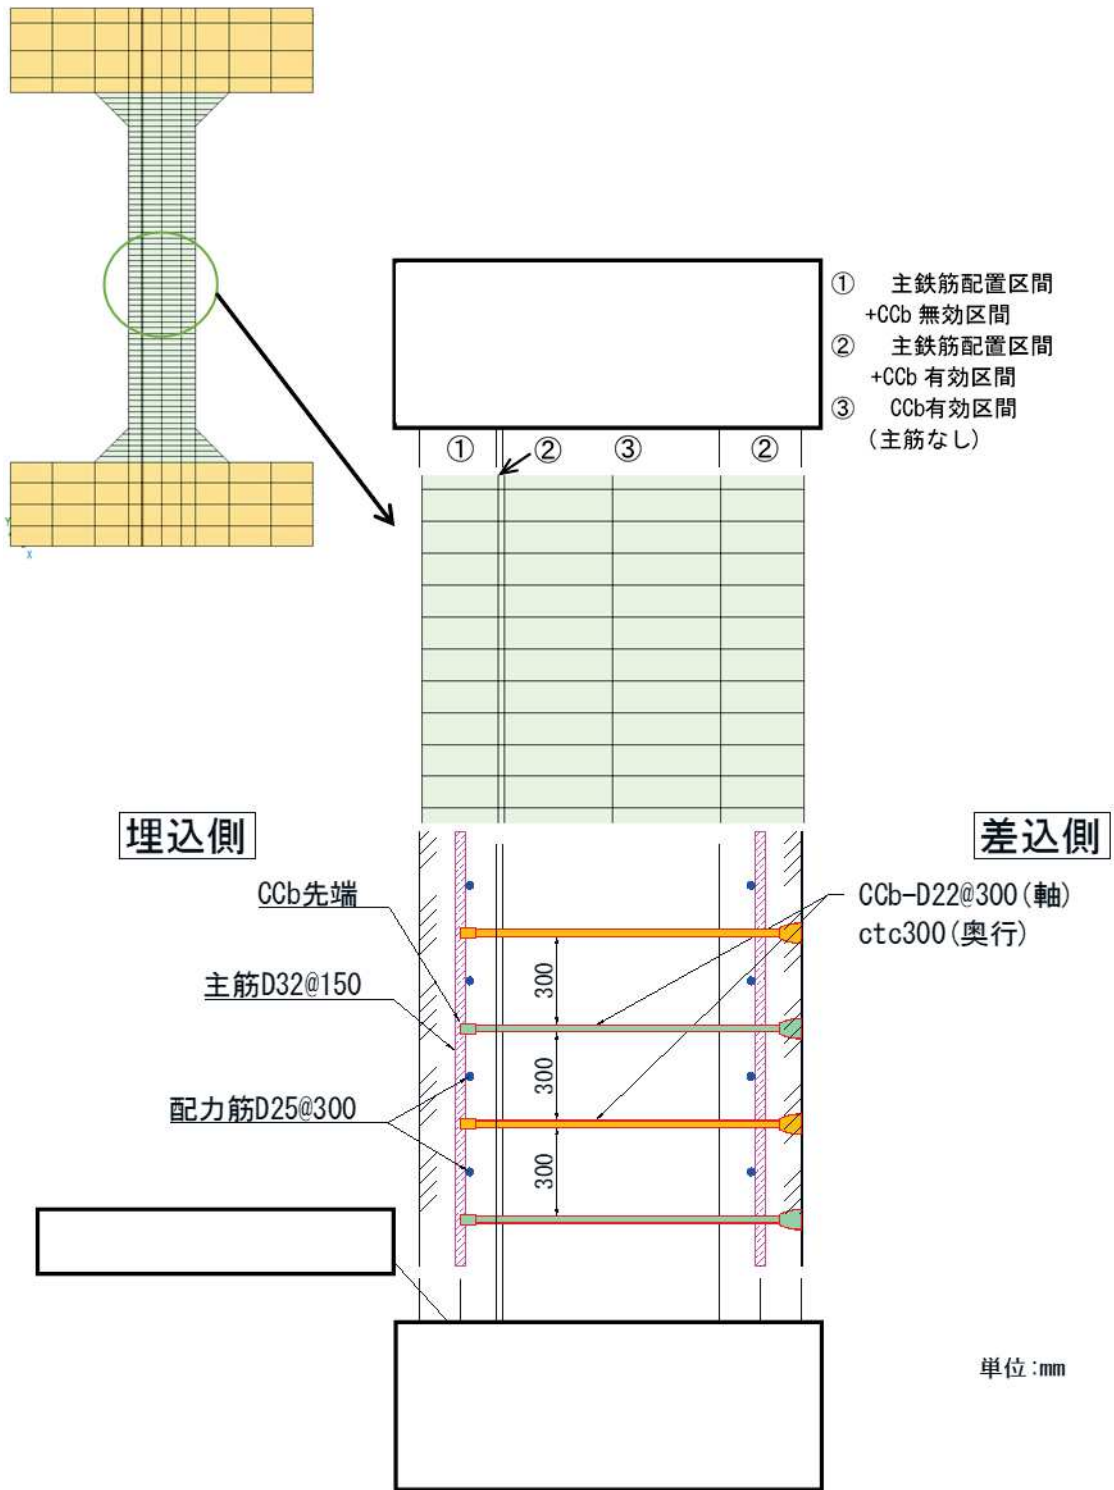 ① 主鉄筋配置区間
+CCb 無効区間
② 主鉄筋配置区間
+CCb 有効区間
③ CCb有効区間
(主筋なし)
① ② ③ ②
Y
X
埋込側
差込側
CCb先端
CCb-D22@300(軸)
ctc300(奥行)
主筋D32@150
300
300
配力筋D25@300
300
単位:mm